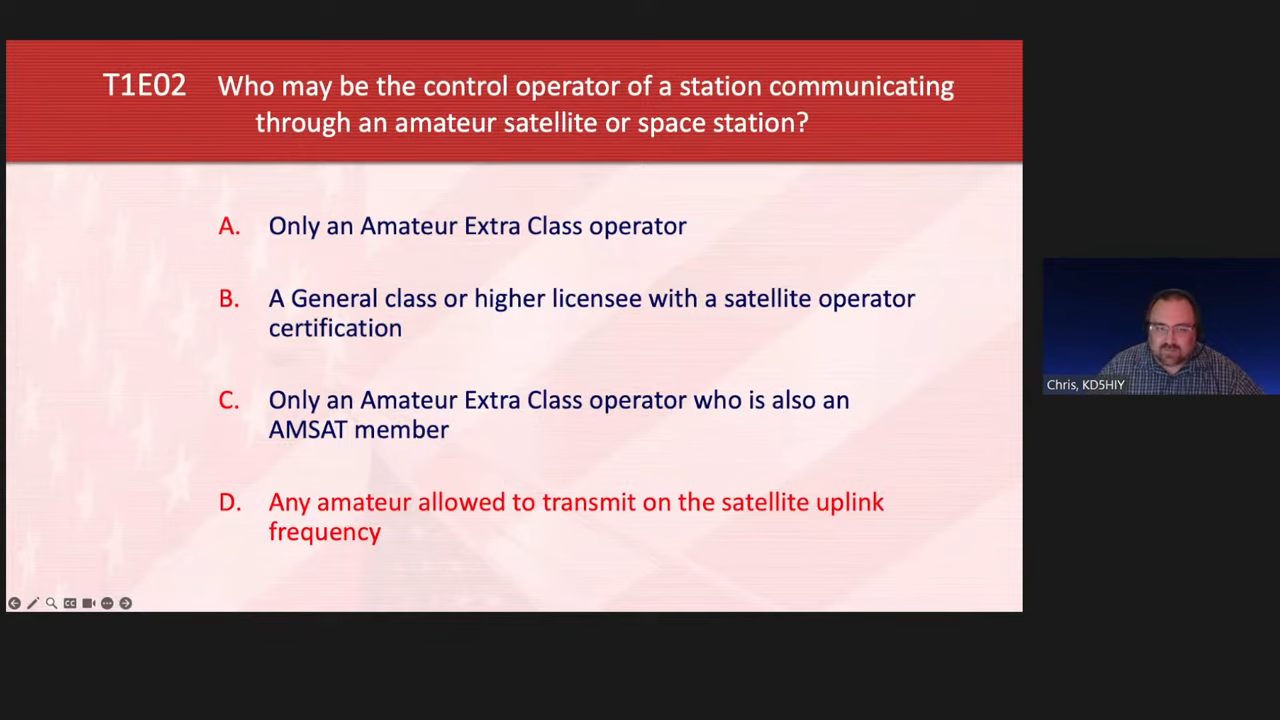 T1E02 Who may be the control operator of a station communicating
through an amateur satellite or space station?
A. Only an Amateur Extra Class operator
B. A General class or higher licensee with a satellite operator
certification
C. Only an Amateur Extra Class operator who is also an
AMSAT member
D. Any amateur allowed to transmit on the satellite uplink
frequency
Chris, KD5HIY
CC